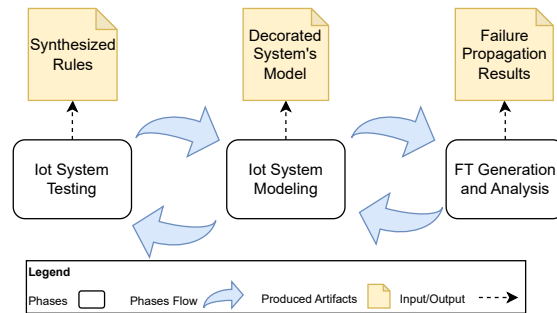 Synthesized
Rules
Decorated
System's
Model
Failure
Propagation
Results
Iot System
Testing
Iot System
Modeling
FT Generation
and Analysis
Legend
Phases
Phases Flow
Produced Artifacts
Input/Output